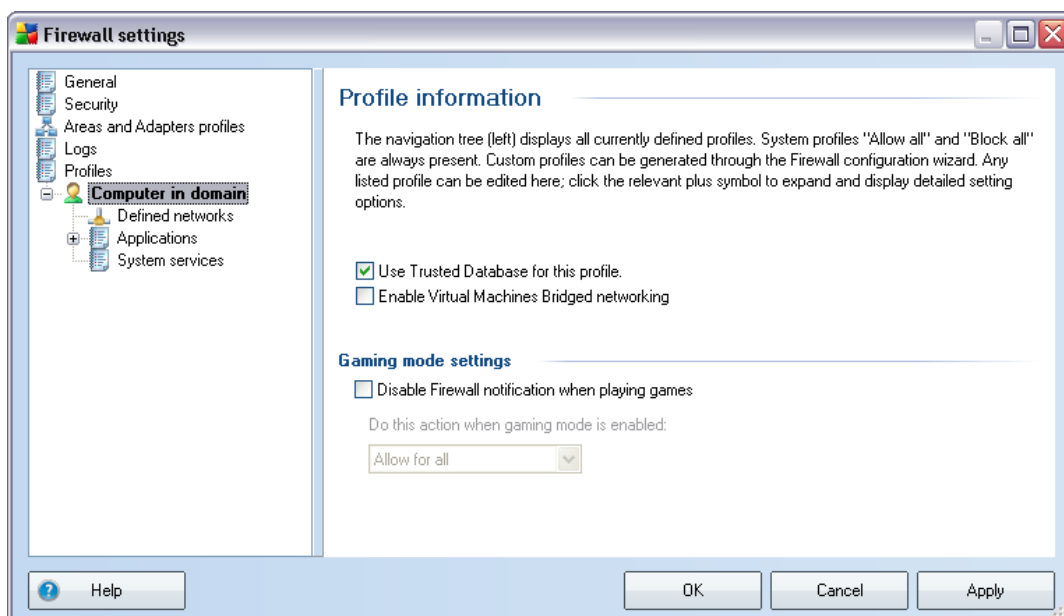 Firewall settings
General
Security
Areas and Adapters profiles
Logs
Profiles
Computer in domain
Defined networks
Applications
System services
Profile information
The navigation tree (left) displays all currently defined profiles. System profiles "Allow all" and "Block all"
are always present. Custom profiles can be generated through the Firewall configuration wizard. Any
listed profile can be edited here; click the relevant plus symbol to expand and display detailed setting
options.
Use Trusted Database for this profile.
Enable Virtual Machines Bridged networking
Gaming mode settings
Disable Firewall notification when playing games
Do this action when gaming mode is enabled:
Allow for all
Help
OK
Cancel
Apply